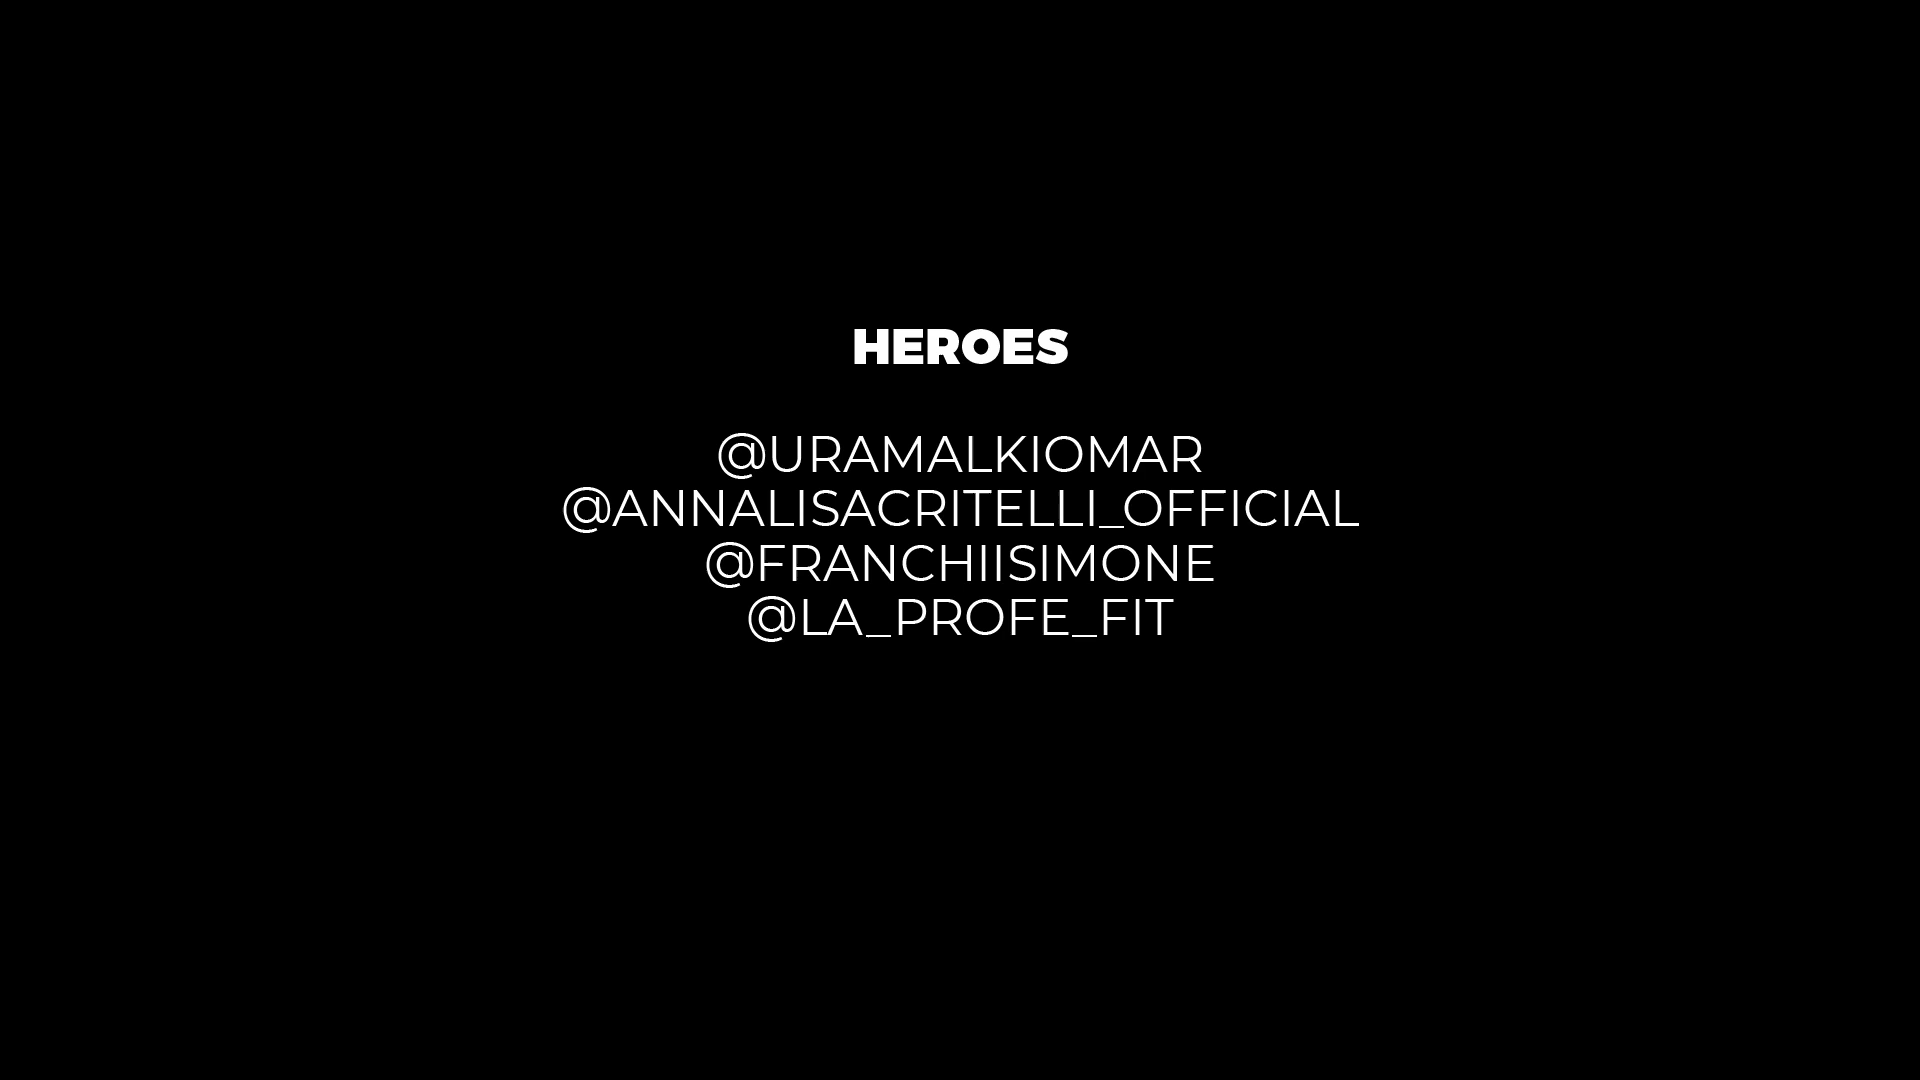 HEROES
@URAMALKIOMAR
@ANNALISACRITELLI_OFFICIAL
@FRANCHIISIMONE
@LA_PROFE_FIT